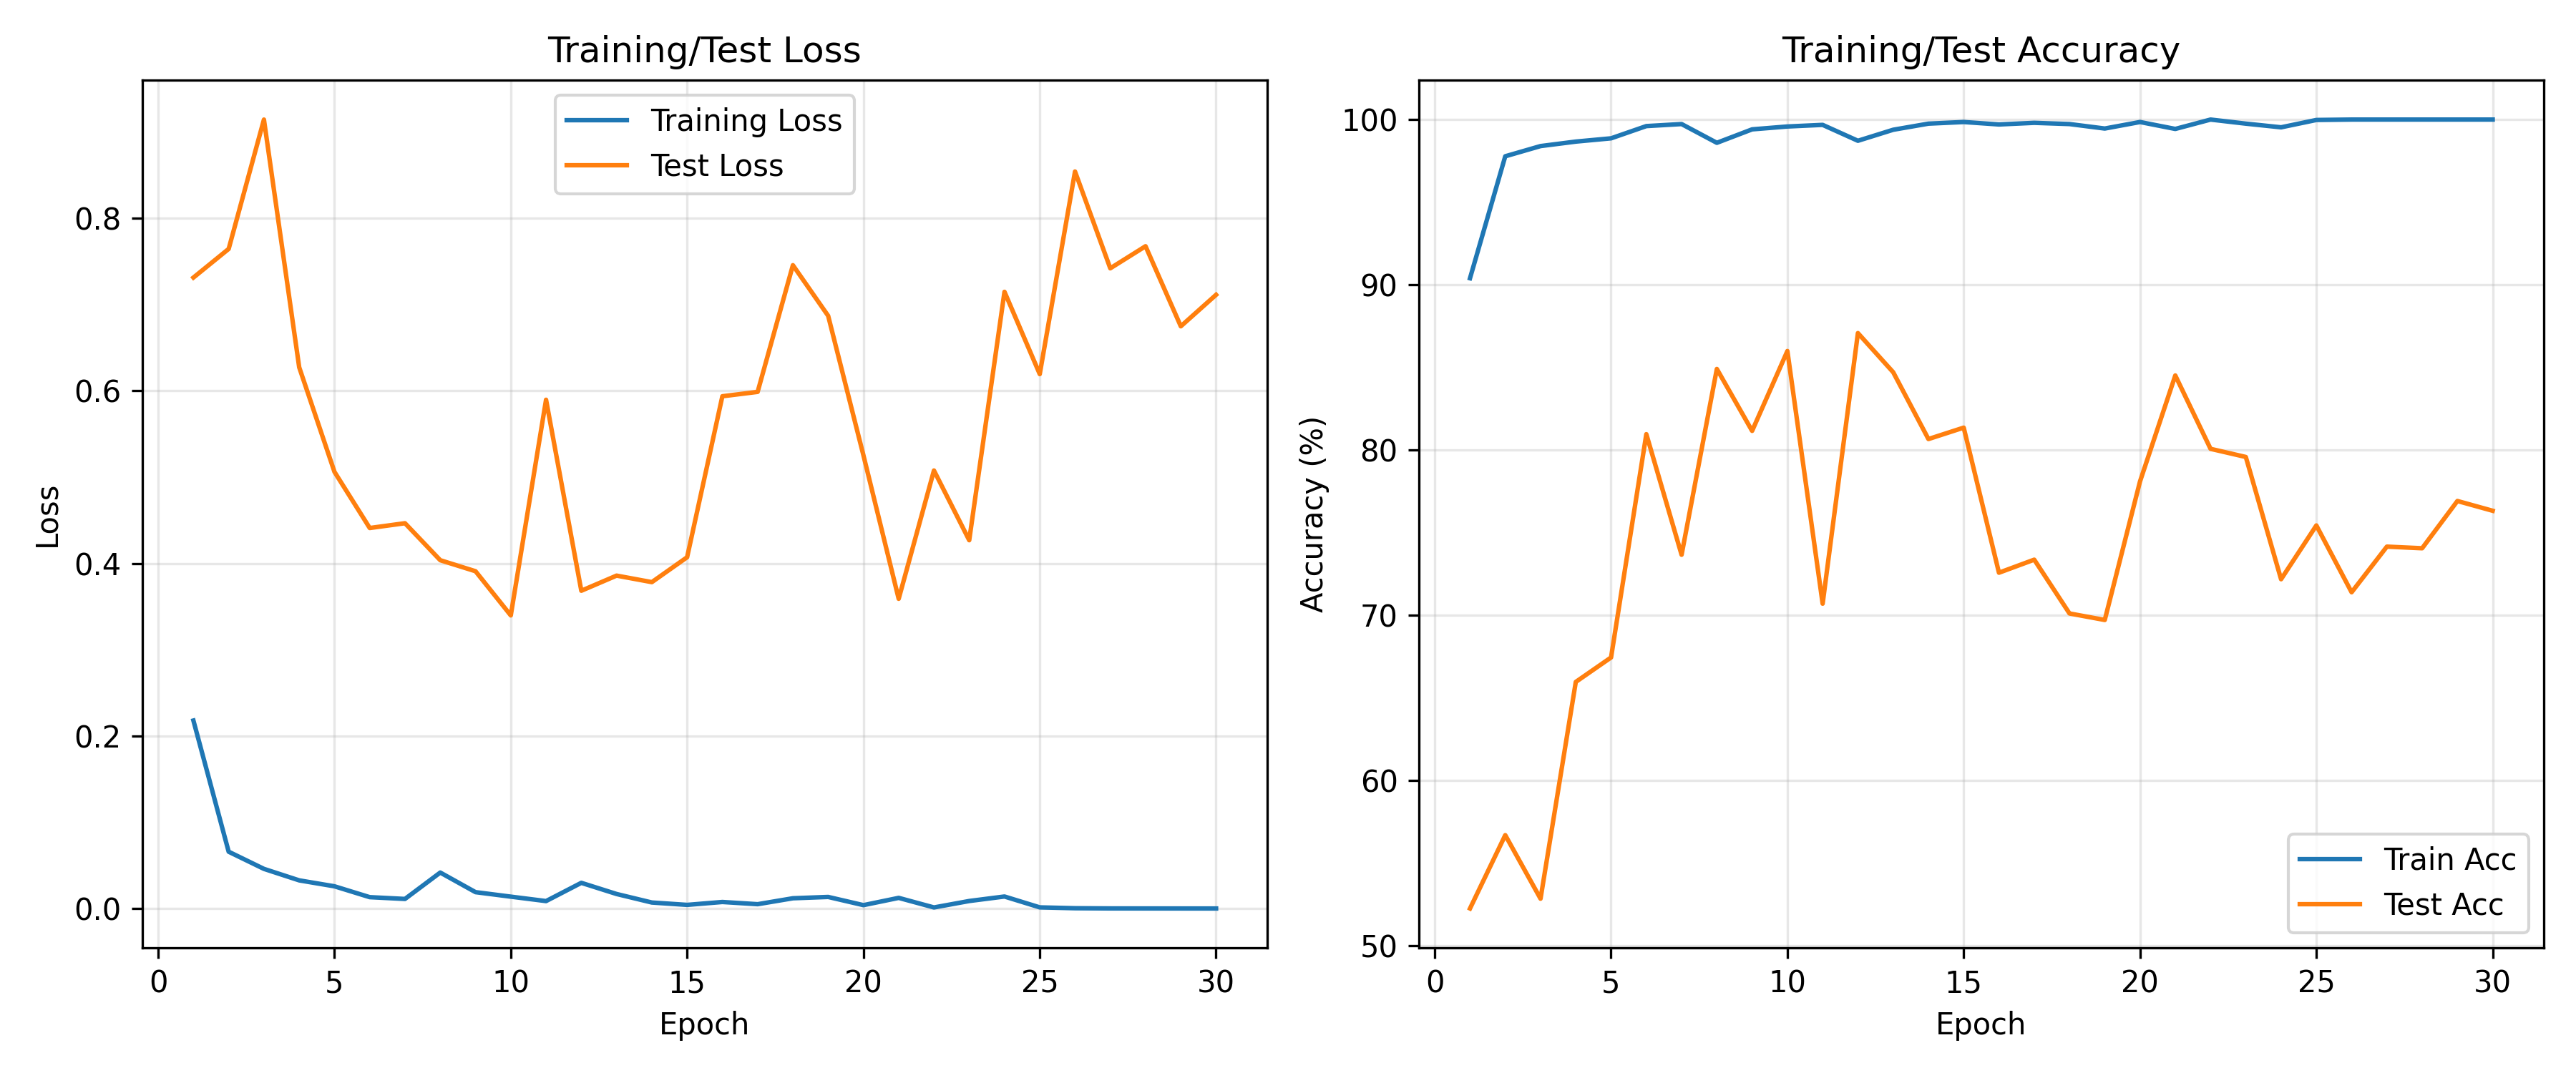 Training/Test Loss
Training Loss
Test Loss
Loss
0.8
0.6
0.4
0.2
0.0
0 5 10 15 20 25 30
Epoch
Training/Test Accuracy
Accuracy (%)
100
90
80
70
60
50
Train Acc
Test Acc
0 5 10 15 20 25 30
Epoch